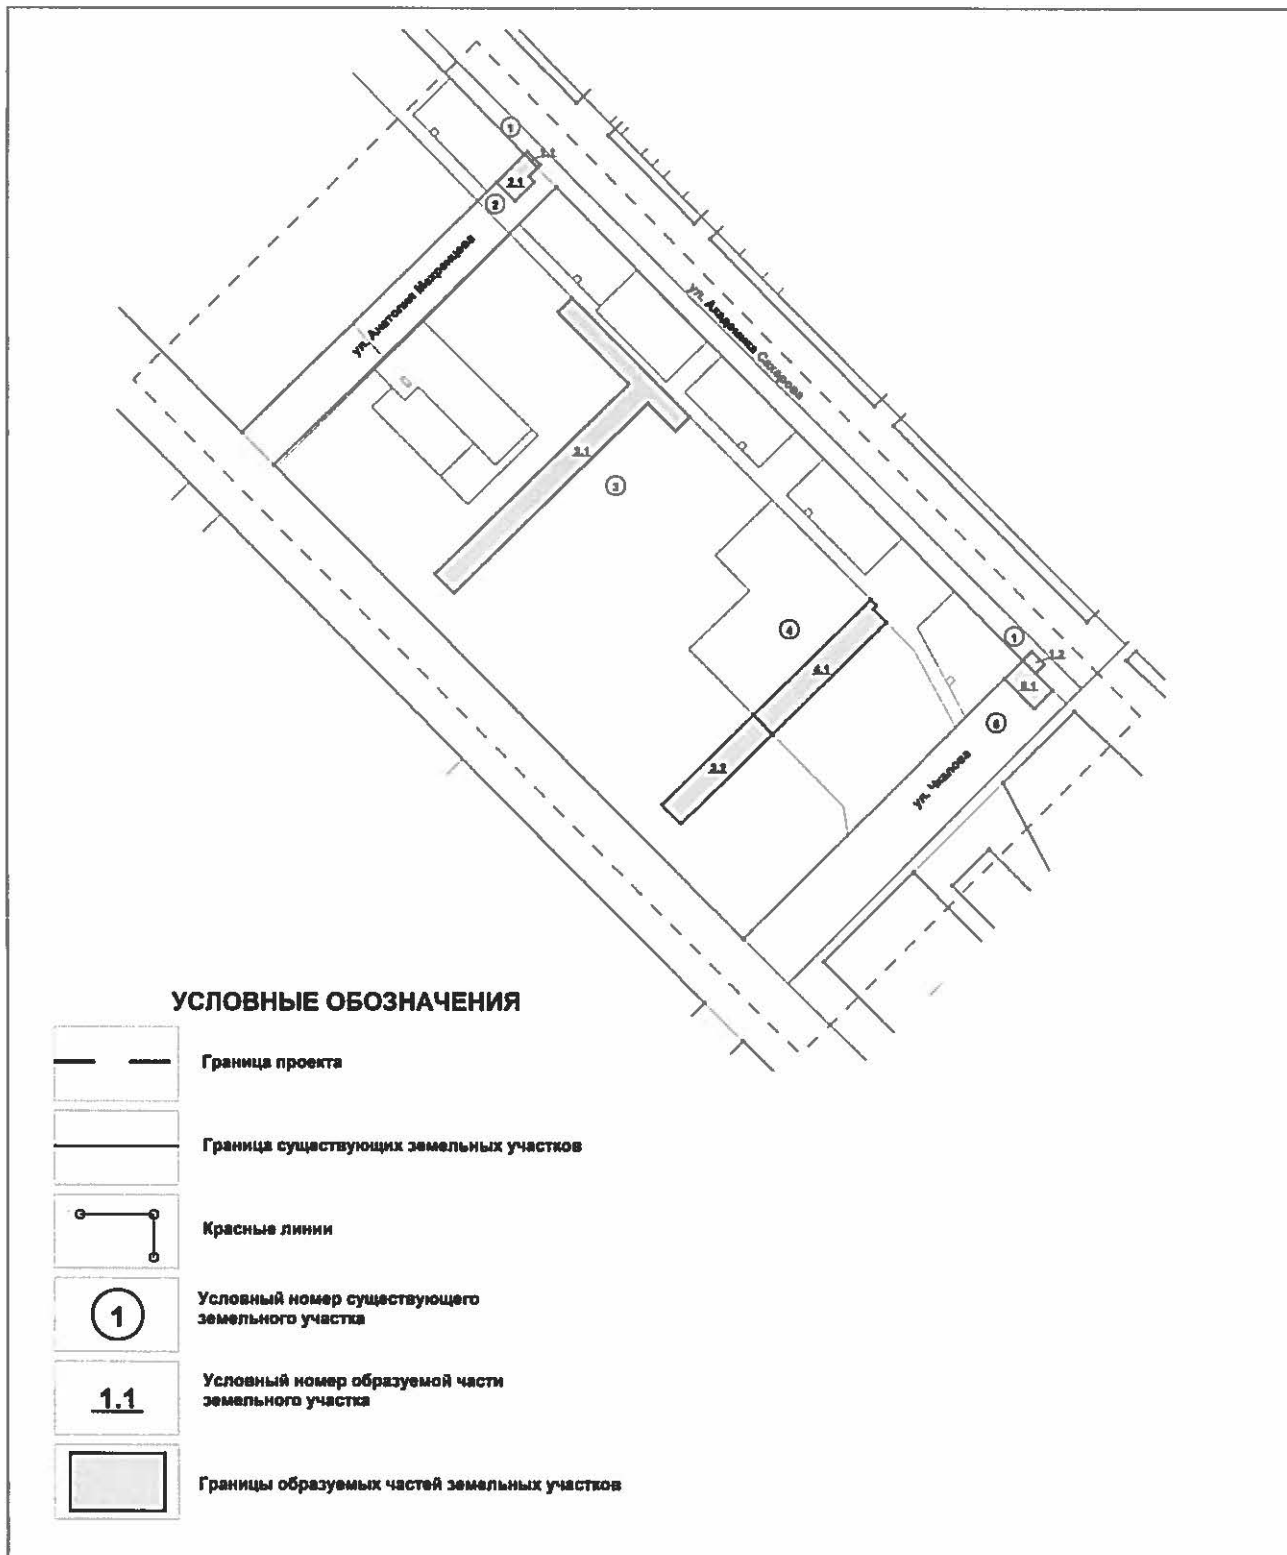 1
1.1
2.1
2
ул. Анатолия Мехренцева
ул. Академика Сахарова
3.1
3
4
4.1
1
1.2
5.1
5
3.2
ул. Чкалова
УСЛОВНЫЕ ОБОЗНАЧЕНИЯ
Граница проекта
Граница существующих земельных участков
Красные линии
1
Условный номер существующего
земельного участка
1.1
Условный номер образуемой части
земельного участка
Границы образуемых частей земельных участков